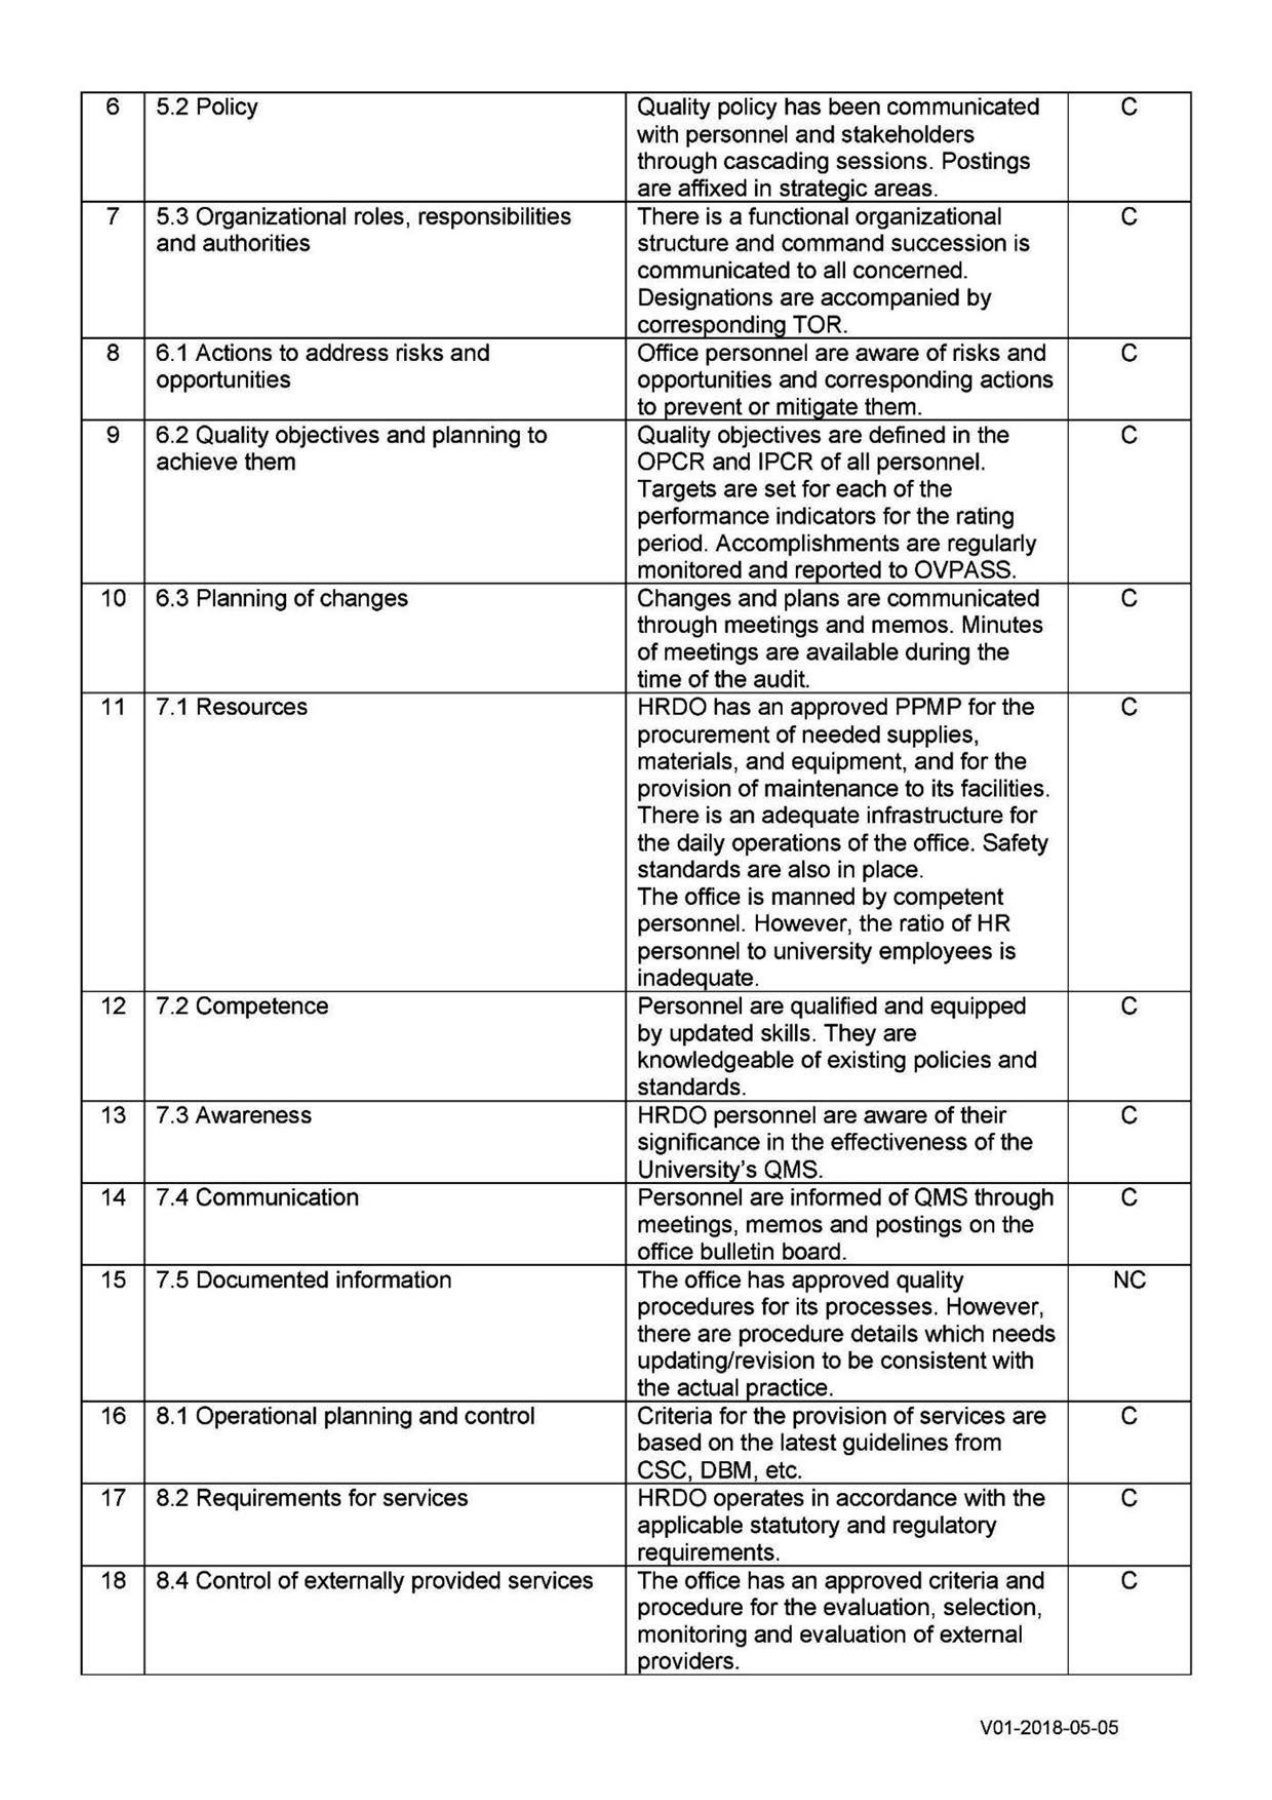 6 5.2 Policy Quality policy has been communicated C
with personnel and stakeholders
through cascading sessions. Postings
are affixed in strategic areas.
7 5.3 Organizational roles, responsibilities There is a functional organizational C
and authorities structure and command succession is
communicated to all concerned.
Designations are accompanied by
corresponding TOR.
8 6.1 Actions to address risks and Office personnel are aware of risks and C
opportunities opportunities and corresponding actions
to prevent or mitigate them.
9 6.2 Quality objectives and planning to Quality objectives are defined in the C
achieve them OPCR and IPCR of all personnel.
Targets are set for each of the
performance indicators for the rating
period. Accomplishments are regularly
monitored and reported to OVPASS.
10 6.3 Planning of changes Changes and plans are communicated C
through meetings and memos. Minutes
of meetings are available during the
time of the audit.
11 7.1 Resources HRDO has an approved PPMP for the C
procurement of needed supplies,
materials, and equipment, and for the
provision of maintenance to its facilities.
There is an adequate infrastructure for
the daily operations of the office. Safety
standards are also in place.
The office is manned by competent
personnel. However, the ratio of HR
personnel to university employees is
inadequate.
12 7.2 Competence Personnel are qualified and equipped C
by updated skills. They are
knowledgeable of existing policies and
standards.
13 7.3 Awareness HRDO personnel are aware of their C
significance in the effectiveness of the
University's QMS.
14 7.4 Communication Personnel are informed of QMS through C
meetings, memos and postings on the
office bulletin board.
15 7.5 Documented information The office has approved quality NC
procedures for its processes. However,
there are procedure details which needs
updating/revision to be consistent with
the actual practice.
16 8.1 Operational planning and control Criteria for the provision of services are C
based on the latest guidelines from
CSC, DBM, etc.
17 8.2 Requirements for services HRDO operates in accordance with the C
applicable statutory and regulatory
requirements.
18 8.4 Control of externally provided services The office has an approved criteria and C
procedure for the evaluation, selection,
monitoring and evaluation of external
providers.
V01-2018-05-05